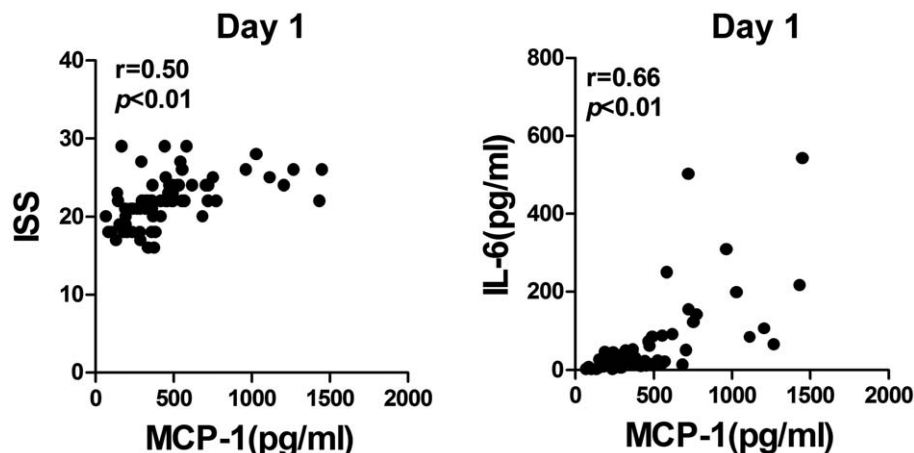 Day 1
r=0.50
p<0.01
ISS
40
30
20
10
0
0 500 1000 1500 2000
MCP-1(pg/ml)
Day 1
r=0.66
p<0.01
IL-6(pg/ml)
800
600
400
200
0
0 500 1000 1500 2000
MCP-1(pg/ml)